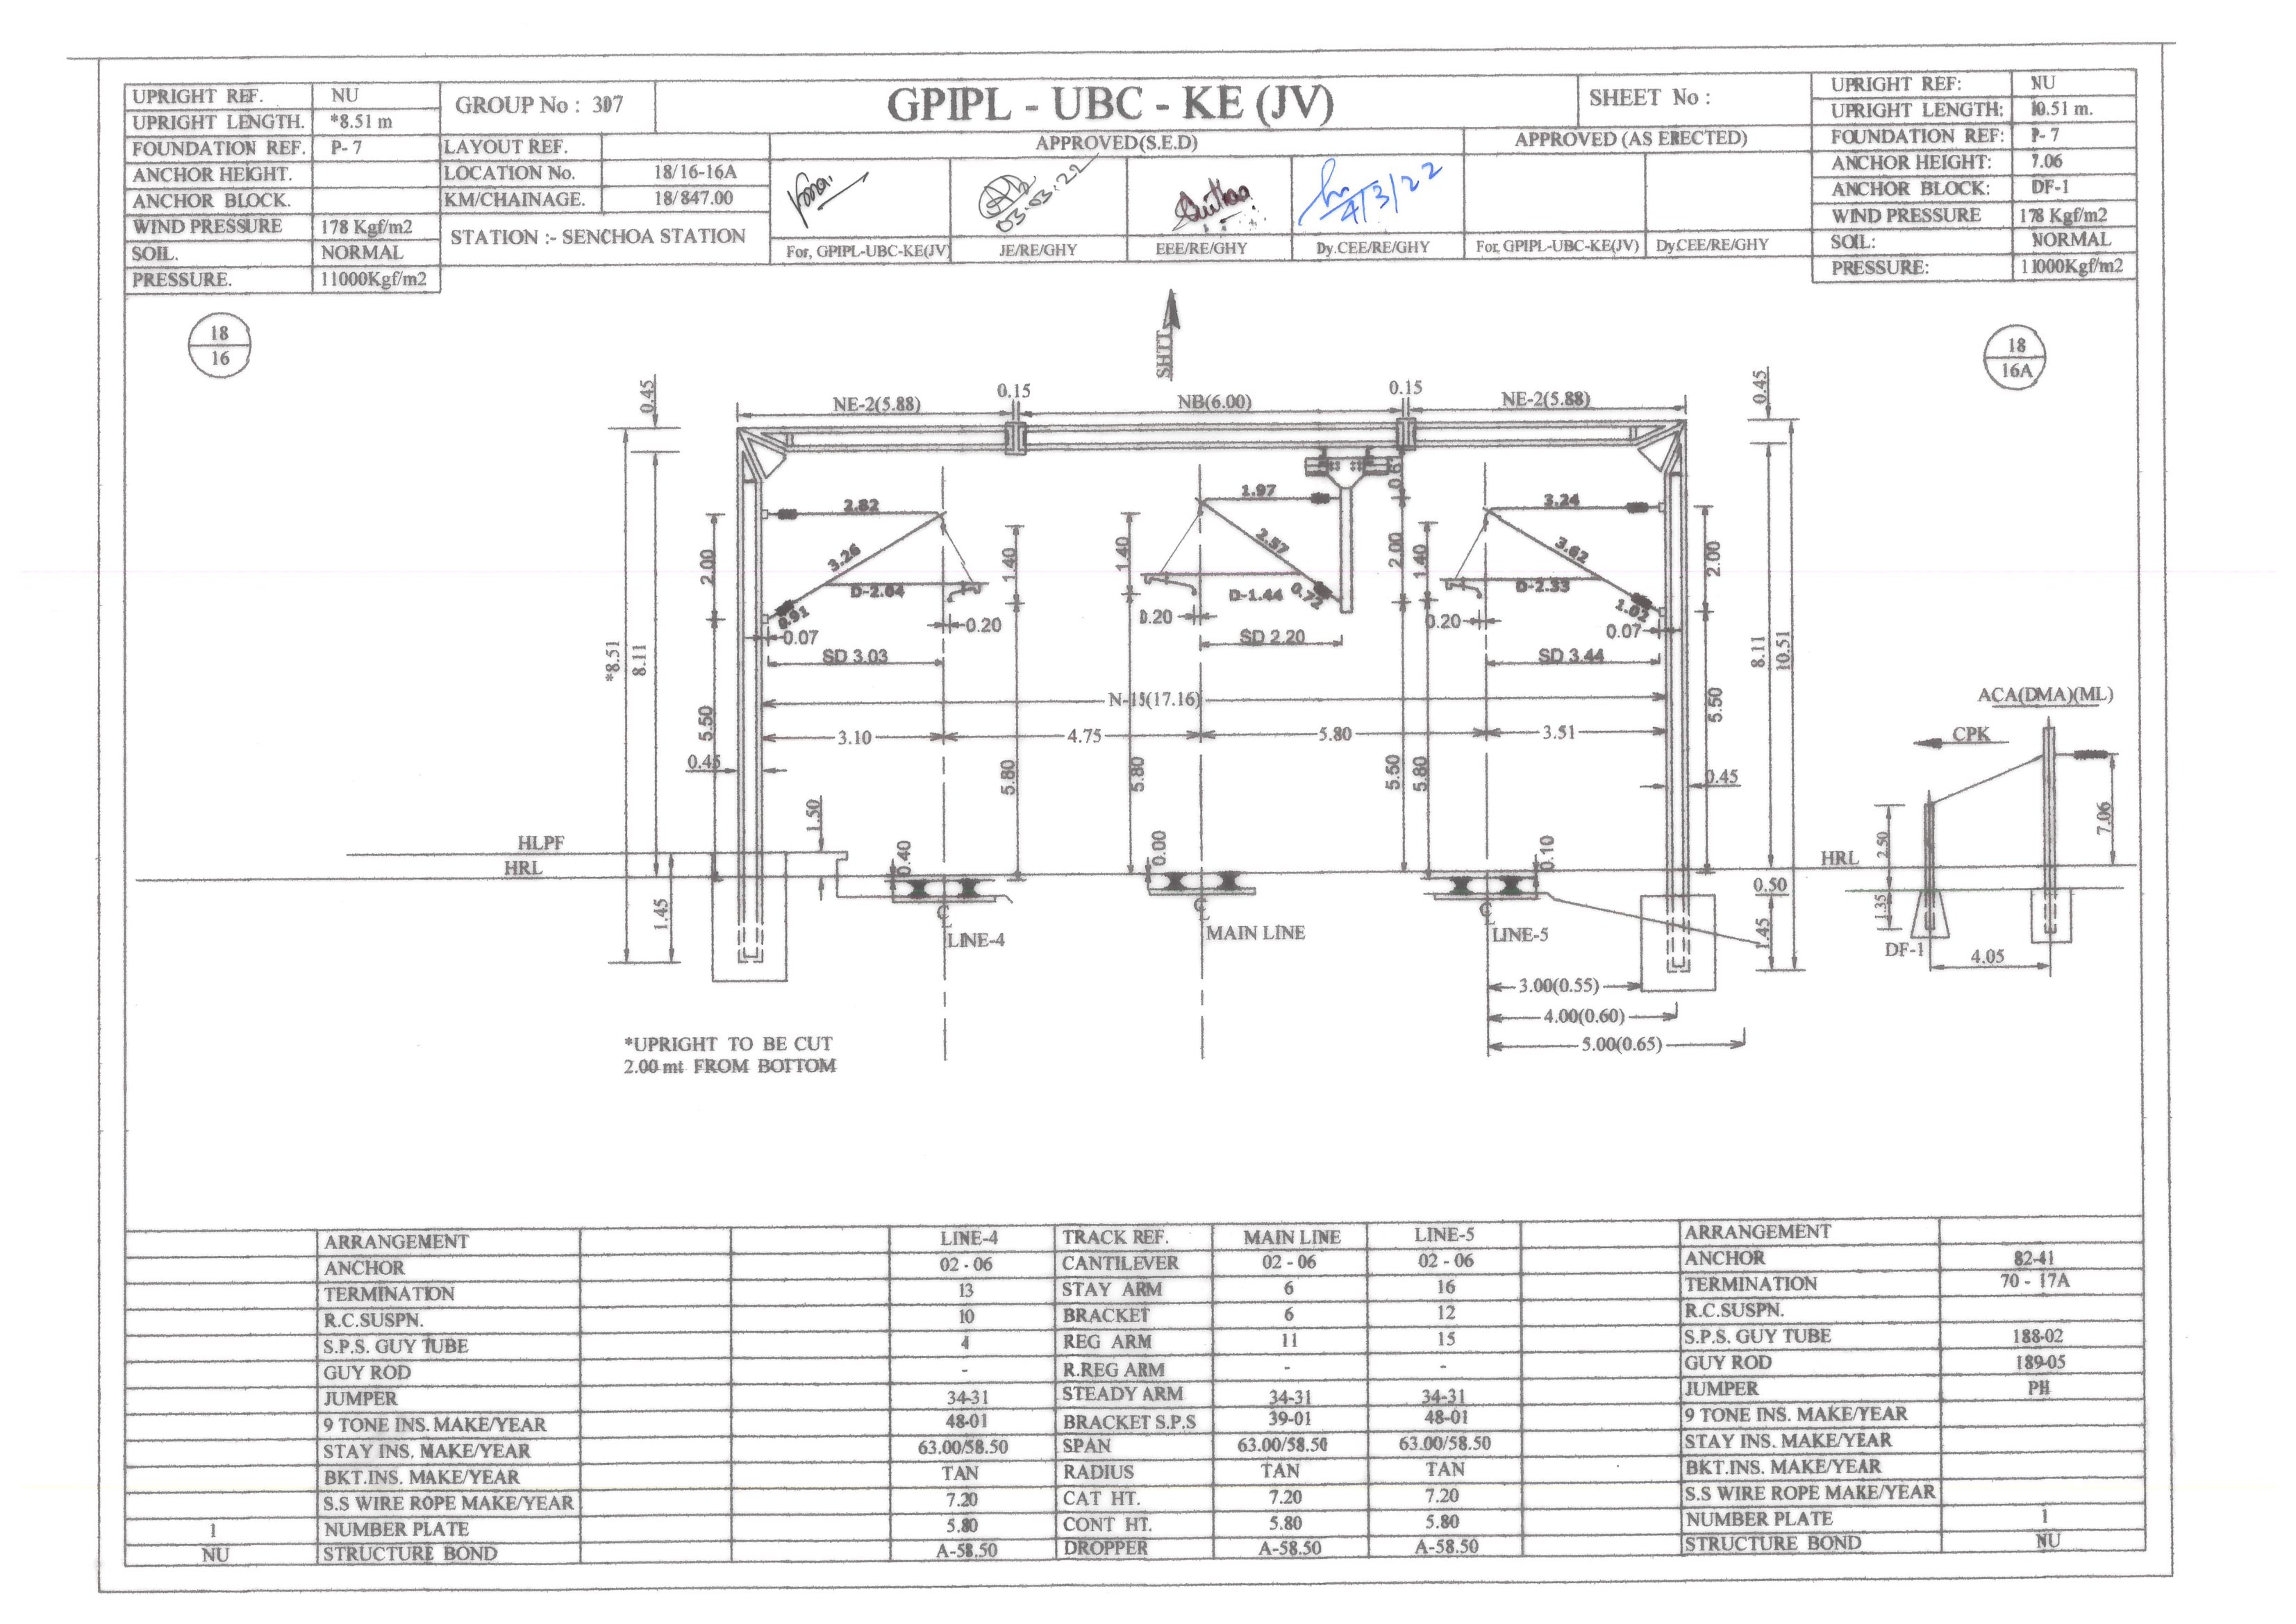 UPRIGHT REF. NU
UPRIGHT LENGTH. *8.51 m
FOUNDATION REF. P- 7
ANCHOR HEIGHT.
ANCHOR BLOCK.
WIND PRESSURE 178 Kgf/m2
SOIL. NORMAL
PRESSURE. 11000Kgf/m2
GROUP No : 307
LAYOUT REF.
LOCATION No. 18/16-16A
KM/CHAINAGE. 18/847.00
STATION :- SENCHOA STATION
GPIPL - UBC - KE (JV)
SHEET No :
APPROVED(S.E.D)
APPROVED (AS ERECTED)
03.03.22
4/3/22
For, GPIPL-UBC-KE(JV)
JE/RE/GHY
EEE/RE/GHY
Dy.CEE/RE/GHY
For, GPIPL-UBC-KE(JV)
Dy.CEE/RE/GHY
UPRIGHT REF: NU
UPRIGHT LENGTH: 10.51 m.
FOUNDATION REF: P- 7
ANCHOR HEIGHT: 7.06
ANCHOR BLOCK: DF-1
WIND PRESSURE 178 Kgf/m2
SOIL: NORMAL
PRESSURE: 11000Kgf/m2
18
16
SHTT
18
16A
0.45
NE-2(5.88)
0.15
NB(6.00)
0.15
NE-2(5.88)
0.45
2.82
3.26
D-2.04
0.91
2.00
0.07
SD 3.03
1.40
0.20
1.40
1.97
2.57
D-1.44
0.72
0.20
SD 2.20
2.00
1.40
3.24
3.62
D-2.33
1.02
0.20
0.07
SD 3.44
2.00
*8.51
8.11
8.11
10.51
N-15(17.16)
3.10
4.75
5.80
3.51
5.50
5.80
5.80
5.50
5.80
5.50
0.45
0.45
ACA(DMA)(ML)
CPK
7.06
2.50
1.35
DF-1
4.05
HLPF
HRL
HRL
1.50
0.40
0.00
0.10
0.50
1.45
1.45
C
L
LINE-4
C
L
MAIN LINE
C
L
LINE-5
3.00(0.55)
4.00(0.60)
5.00(0.65)
*UPRIGHT TO BE CUT
2.00 mt FROM BOTTOM
ARRANGEMENT LINE-4 TRACK REF. MAIN LINE LINE-5 ARRANGEMENT
ANCHOR 02 - 06 CANTILEVER 02 - 06 02 - 06 ANCHOR 82-41
TERMINATION 13 STAY ARM 6 16 TERMINATION 70 - 17A
R.C.SUSPN. 10 BRACKET 6 12 R.C.SUSPN.
S.P.S. GUY TUBE 4 REG ARM 11 15 S.P.S. GUY TUBE 188-02
GUY ROD - R.REG ARM - - GUY ROD 189-05
JUMPER 34-31 STEADY ARM 34-31 34-31 JUMPER PH
9 TONE INS. MAKE/YEAR 48-01 BRACKET S.P.S 39-01 48-01 9 TONE INS. MAKE/YEAR
STAY INS. MAKE/YEAR 63.00/58.50 SPAN 63.00/58.50 63.00/58.50 STAY INS. MAKE/YEAR
BKT.INS. MAKE/YEAR TAN RADIUS TAN TAN BKT.INS. MAKE/YEAR
S.S WIRE ROPE MAKE/YEAR 7.20 CAT HT. 7.20 7.20 S.S WIRE ROPE MAKE/YEAR
1 NUMBER PLATE 5.80 CONT HT. 5.80 5.80 NUMBER PLATE 1
NU STRUCTURE BOND A-58.50 DROPPER A-58.50 A-58.50 STRUCTURE BOND NU